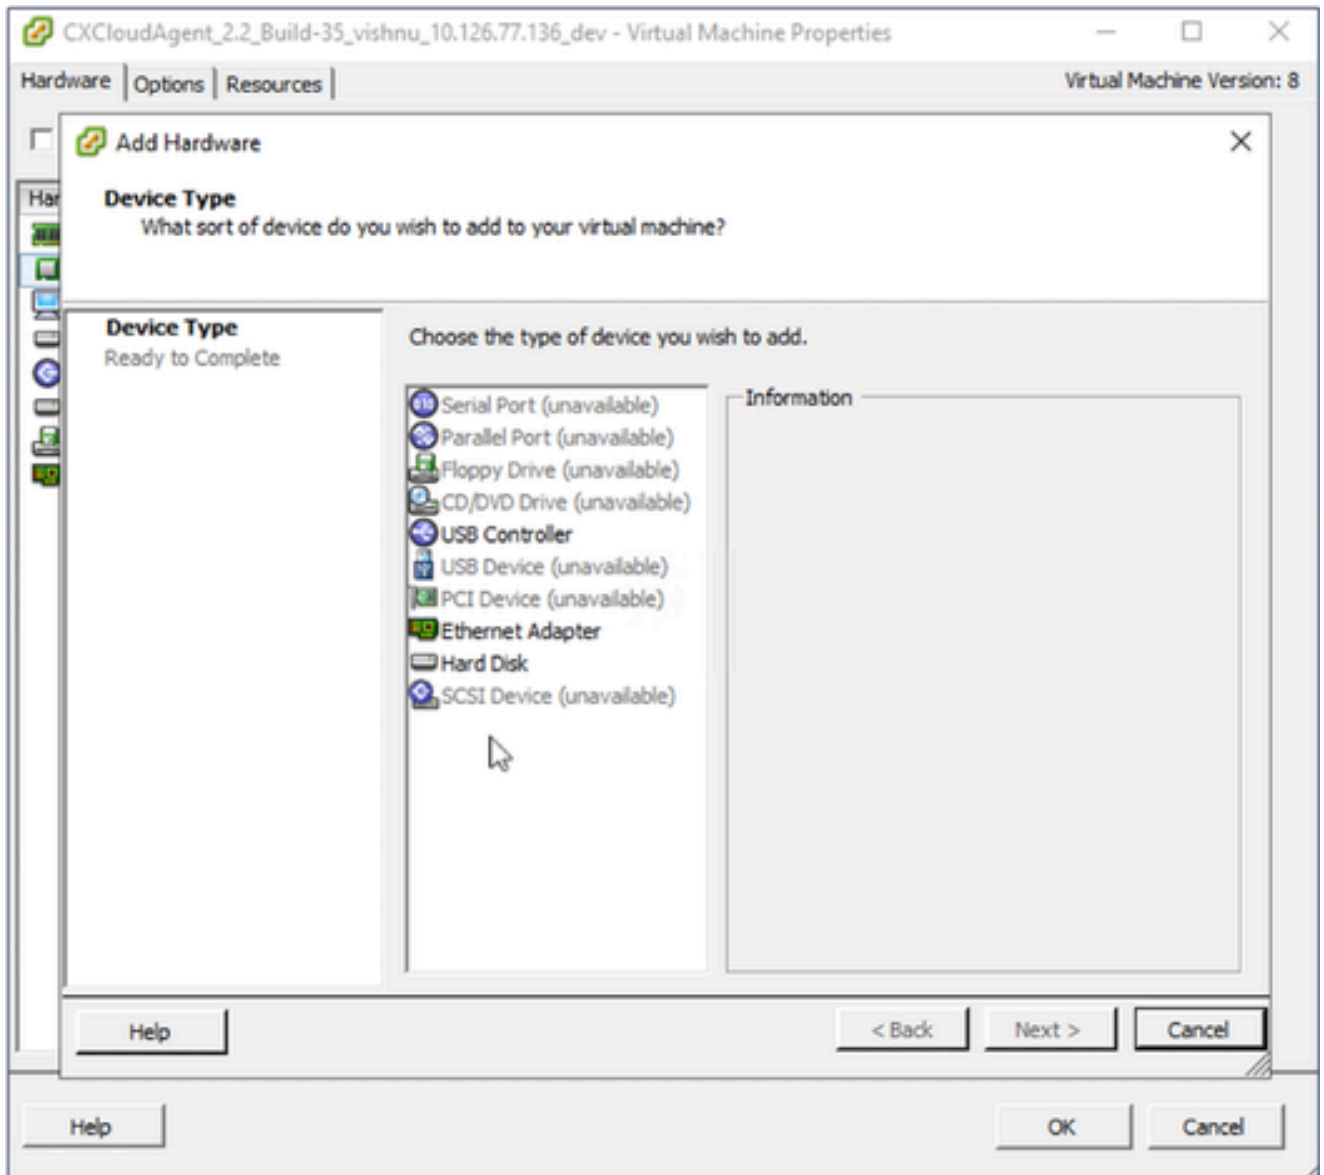 CXCloudAgent_2.2_Build-35_vishnu_10.126.77.136_dev - Virtual Machine Properties
Hardware Options Resources Virtual Machine Version: 8
Add Hardware
Device Type
What sort of device do you wish to add to your virtual machine?
Har
Device Type
Ready to Complete
Choose the type of device you wish to add.
Serial Port (unavailable)
Parallel Port (unavailable)
Floppy Drive (unavailable)
CD/DVD Drive (unavailable)
USB Controller
USB Device (unavailable)
PCI Device (unavailable)
Ethernet Adapter
Hard Disk
SCSI Device (unavailable)
Information
Help < Back Next > Cancel
Help OK Cancel